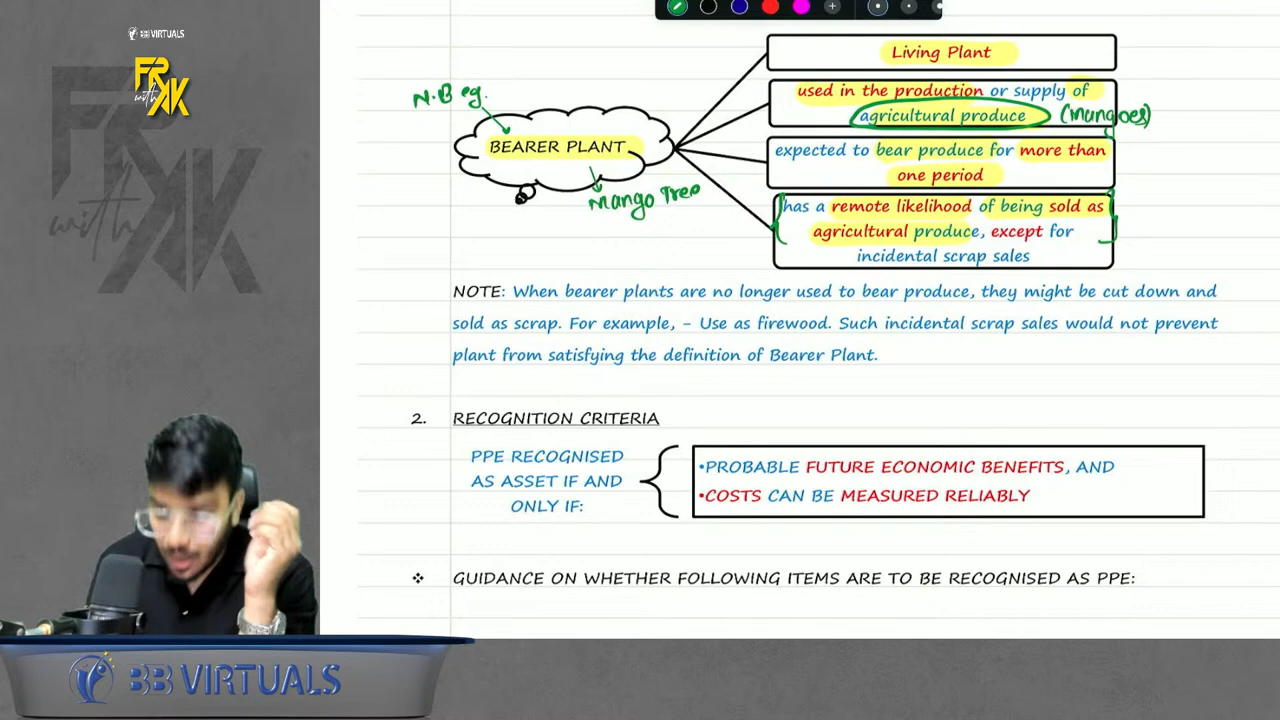 BB VIRTUALS
FR
with
AK
FR
with AK
N.B eg.
BEARER PLANT
Mango Tree
Living Plant
used in the production or supply of
agricultural produce (Mangoes)
expected to bear produce for more than
one period
has a remote likelihood of being sold as
agricultural produce, except for
incidental scrap sales
NOTE: When bearer plants are no longer used to bear produce, they might be cut down and
sold as scrap. For example, - Use as firewood. Such incidental scrap sales would not prevent
plant from satisfying the definition of Bearer Plant.
2. RECOGNITION CRITERIA
PPE RECOGNISED
AS ASSET IF AND
ONLY IF:
•PROBABLE FUTURE ECONOMIC BENEFITS, AND
•COSTS CAN BE MEASURED RELIABLY
❖ GUIDANCE ON WHETHER FOLLOWING ITEMS ARE TO BE RECOGNISED AS PPE:
BB VIRTUALS